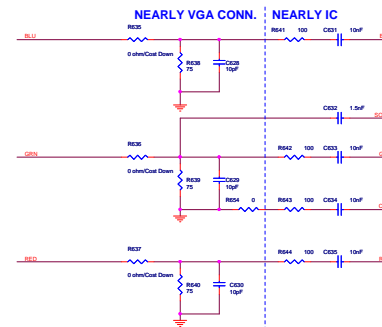 NEARLY VGA CONN. NEARLY IC
R635 R641 100 C631 10nF
BLU
0 ohm/Cost Down
R638
75
C628
10pF
C632 1.5nF
R636 R642 100 C633 10nF
GRN
0 ohm/Cost Down
R639
75
C629
10pF
R654 0 R643 100 C634 10nF
R637 R644 100 C635 10nF
RED
0 ohm/Cost Down
R640
75
C630
10pF